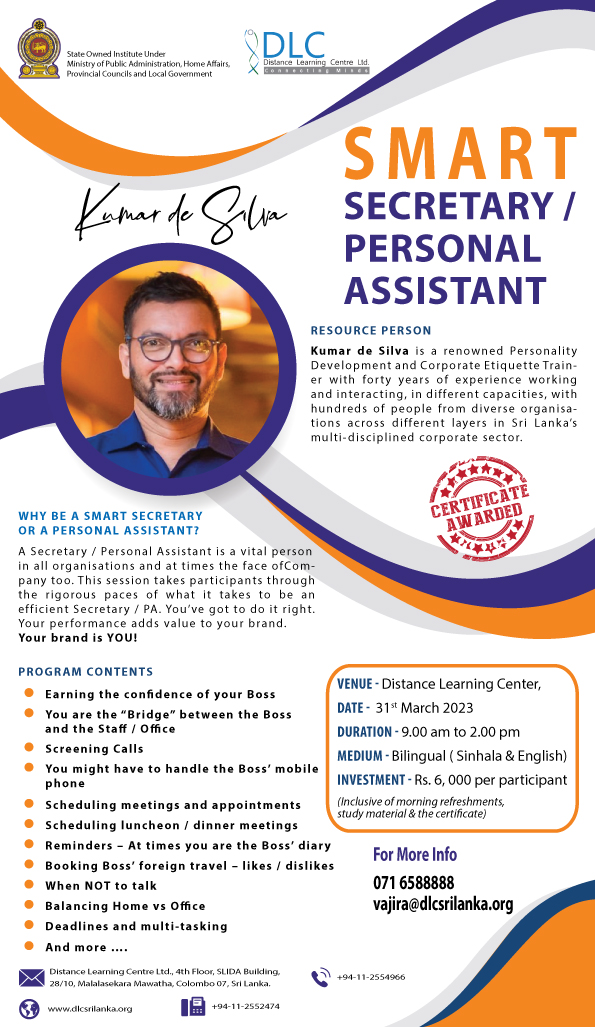 State Owned Institute Under
Ministry of Public Administration, Home Affairs,
Provincial Councils and Local Government
DLC
Distance Learning Centre Ltd.
Connecting Minds
SMART
SECRETARY /
PERSONAL
ASSISTANT
Kumar de Silva
RESOURCE PERSON
Kumar de Silva is a renowned Personality
Development and Corporate Etiquette Train-
er with forty years of experience working
and interacting, in different capacities, with
hundreds of people from diverse organisa-
tions across different layers in Sri Lanka's
multi-disciplined corporate sector.
CERTIFICATE
AWARDED
WHY BE A SMART SECRETARY
OR A PERSONAL ASSISTANT?
A Secretary / Personal Assistant is a vital person
in all organisations and at times the face ofCom-
pany too. This session takes participants through
the rigorous paces of what it takes to be an
efficient Secretary / PA. You've got to do it right.
Your performance adds value to your brand.
Your brand is YOU!
PROGRAM CONTENTS
Earning the confidence of your Boss
You are the "Bridge" between the Boss
and the Staff / Office
Screening Calls
You might have to handle the Boss' mobile
phone
Scheduling meetings and appointments
Scheduling luncheon / dinner meetings
Reminders – At times you are the Boss' diary
Booking Boss' foreign travel – likes / dislikes
When NOT to talk
Balancing Home vs Office
Deadlines and multi-tasking
And more ....
VENUE - Distance Learning Center,
DATE - 31st March 2023
DURATION - 9.00 am to 2.00 pm
MEDIUM - Bilingual ( Sinhala & English)
INVESTMENT - Rs. 6, 000 per participant
(Inclusive of morning refreshments,
study material & the certificate)
For More Info
071 6588888
vajira@dlcsrilanka.org
Distance Learning Centre Ltd., 4th Floor, SLIDA Building,
28/10, Malalasekara Mawatha, Colombo 07, Sri Lanka.
+94-11-2554966
www.dlcsrilanka.org
+94-11-2552474